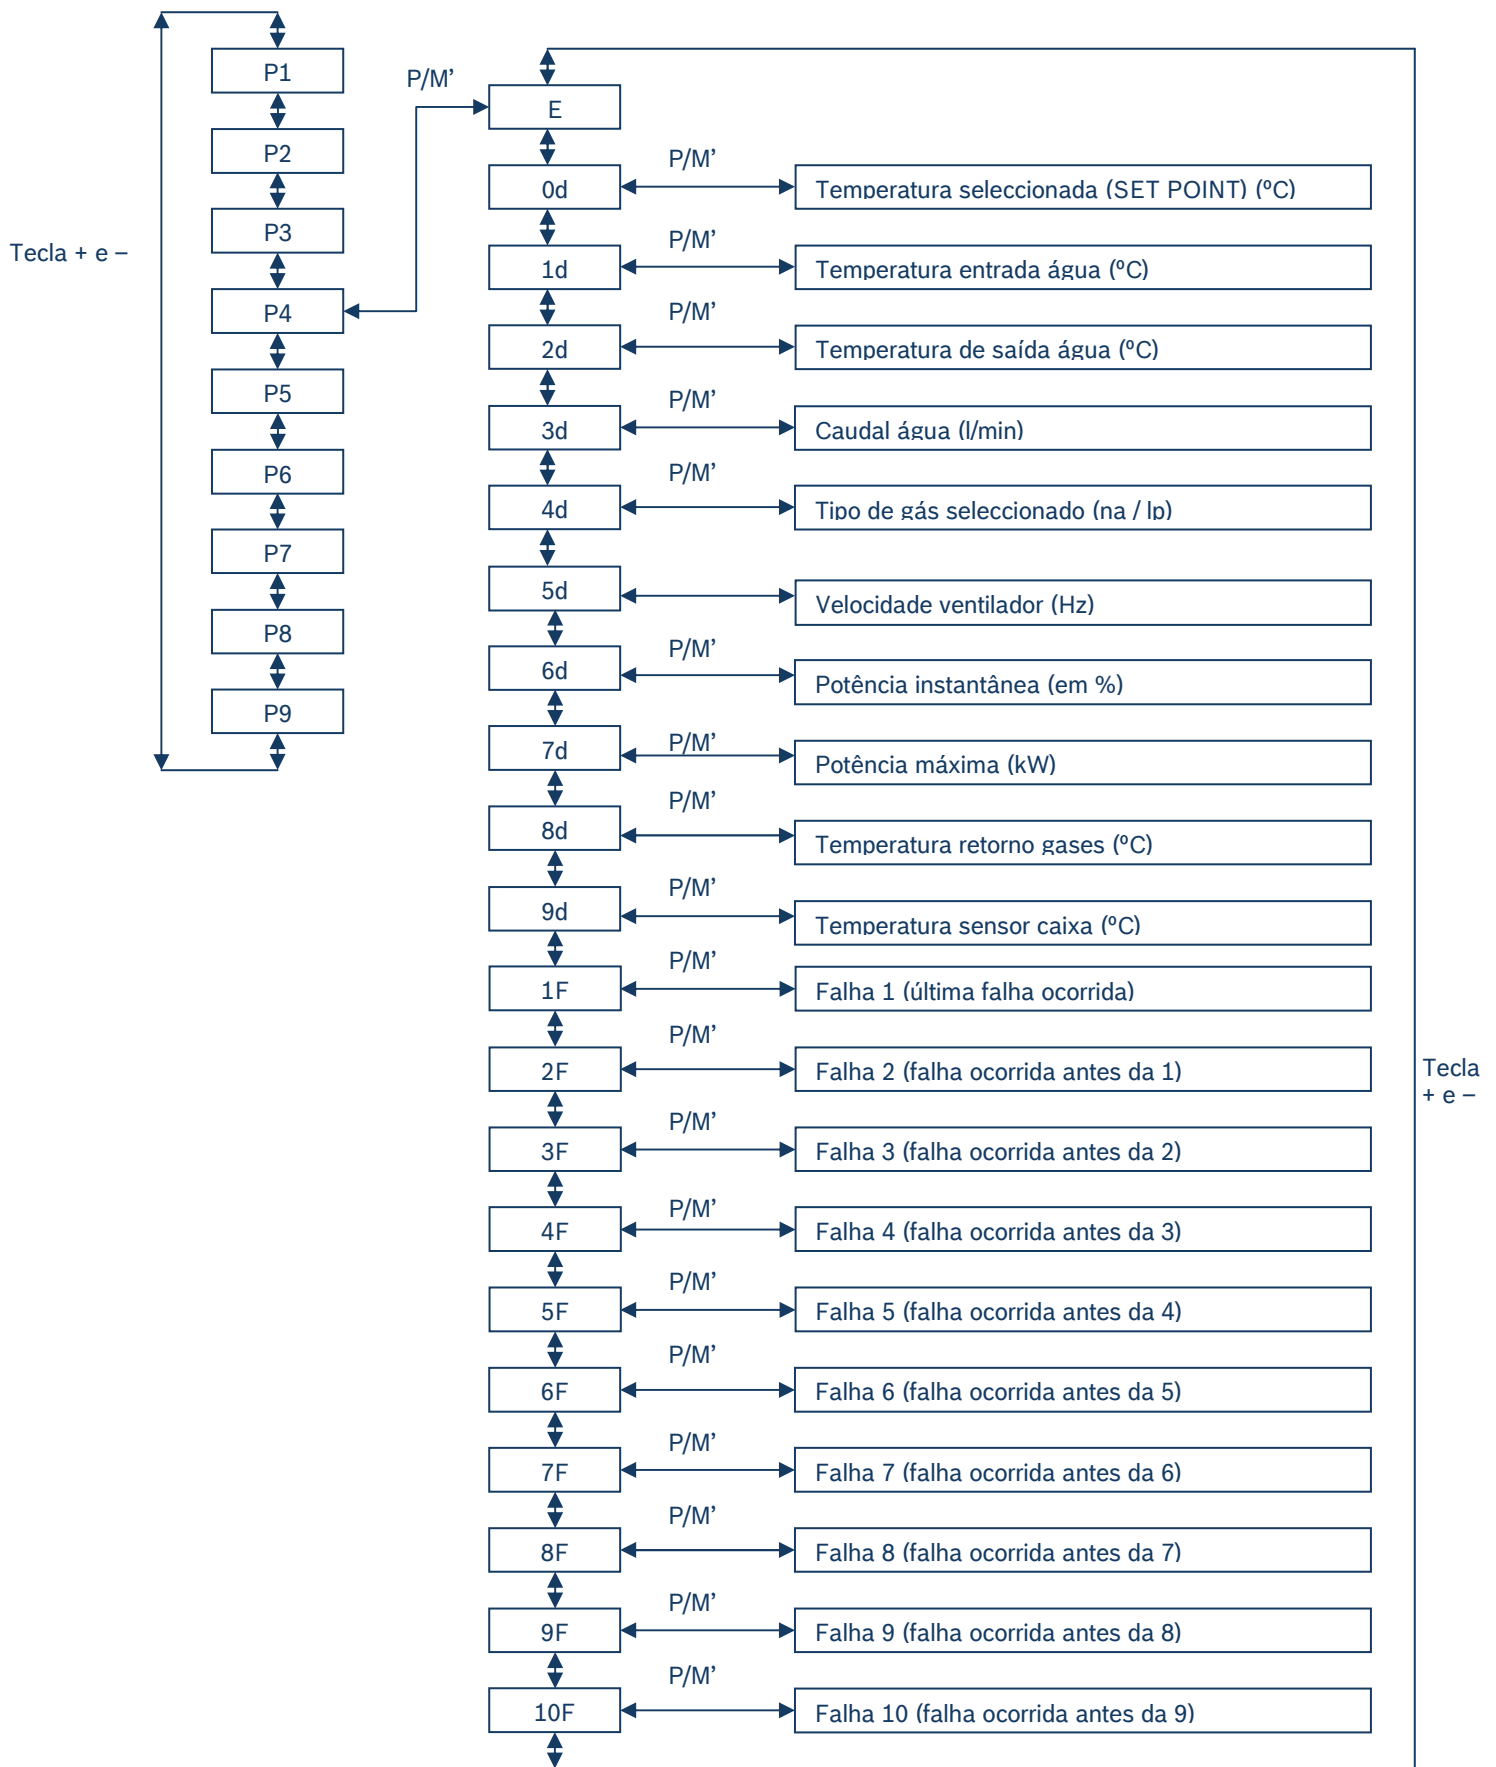 Tecla + e –
P1
P2
P3
P4
P5
P6
P7
P8
P9
P/M’
E
0d
P/M’
Temperatura seleccionada (SET POINT) (ºC)
1d
P/M’
Temperatura entrada água (ºC)
2d
P/M’
Temperatura de saída água (ºC)
3d
P/M’
Caudal água (l/min)
4d
P/M’
Tipo de gás seleccionado (na / lp)
5d
Velocidade ventilador (Hz)
6d
P/M’
Potência instantânea (em %)
7d
P/M’
Potência máxima (kW)
8d
P/M’
Temperatura retorno gases (ºC)
9d
P/M’
Temperatura sensor caixa (ºC)
1F
P/M’
Falha 1 (última falha ocorrida)
2F
P/M’
Falha 2 (falha ocorrida antes da 1)
3F
P/M’
Falha 3 (falha ocorrida antes da 2)
4F
P/M’
Falha 4 (falha ocorrida antes da 3)
5F
P/M’
Falha 5 (falha ocorrida antes da 4)
6F
P/M’
Falha 6 (falha ocorrida antes da 5)
7F
P/M’
Falha 7 (falha ocorrida antes da 6)
8F
P/M’
Falha 8 (falha ocorrida antes da 7)
9F
P/M’
Falha 9 (falha ocorrida antes da 8)
10F
P/M’
Falha 10 (falha ocorrida antes da 9)
Tecla
+ e –